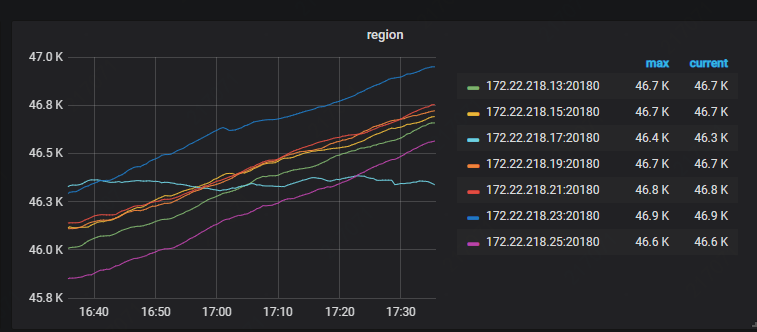 region
47.0 K
46.8 K
46.5 K
46.3 K
46.0 K
45.8 K
16:40 16:50 17:00 17:10 17:20 17:30
max current
172.22.218.13:20180 46.7 K 46.7 K
172.22.218.15:20180 46.7 K 46.7 K
172.22.218.17:20180 46.4 K 46.3 K
172.22.218.19:20180 46.7 K 46.7 K
172.22.218.21:20180 46.8 K 46.8 K
172.22.218.23:20180 46.9 K 46.9 K
172.22.218.25:20180 46.6 K 46.6 K